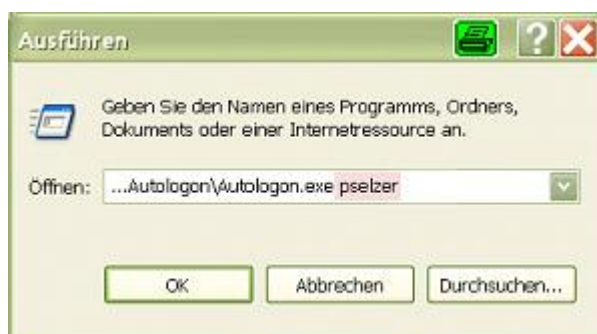 Ausführen
?
Geben Sie den Namen eines Programms, Ordners,
Dokuments oder einer Internetressource an.
Öffnen: ...Autologon\Autologon.exe pselzer
OK Abbrechen Durchsuchen...